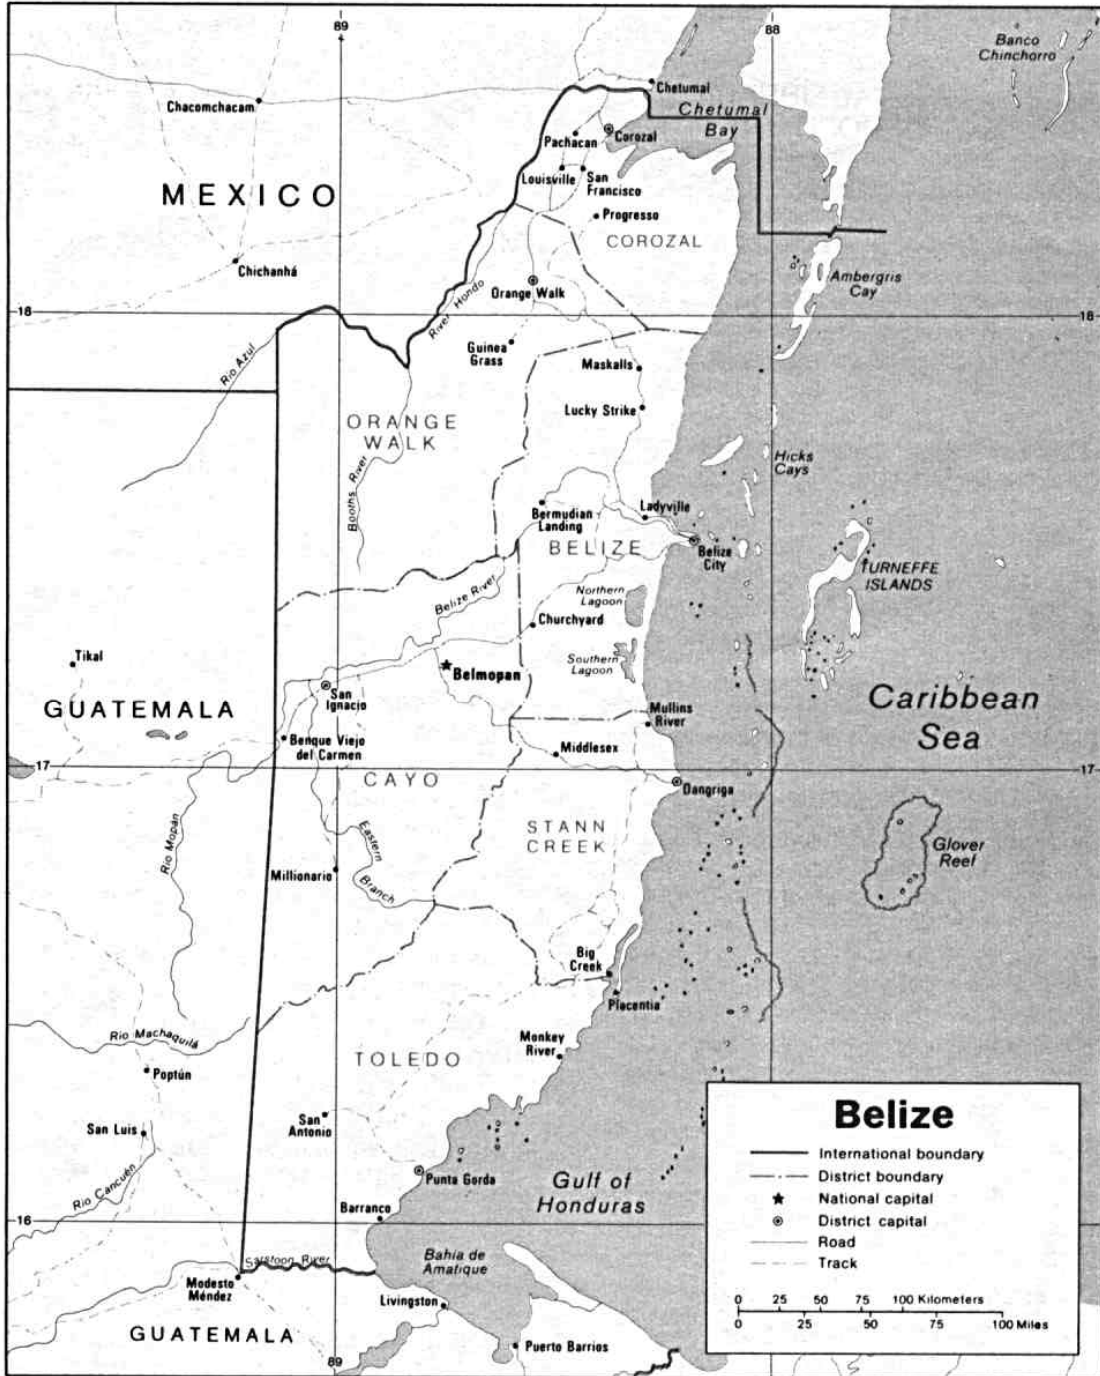 89
88
Banco
Chinchorro
Chetumal
Chacomchacam
Chetumal
Bay
Corozal
Pachacan
Louisville
San
Francisco
MEXICO
Progresso
COROZAL
Chichanhá
Ambergris
Cay
Orange Walk
River Hondo
18
18
Guinea
Grass
Rio Azul
Maskalls
Lucky Strike
ORANGE
WALK
Hicks
Cays
Booths River
Ladyville
Bermudian
Landing
BELIZE
Belize
City
TURNEFFE
ISLANDS
Belize River
Northern
Lagoon
Churchyard
Tikal
Southern
Lagoon
Belmopan
San
Ignacio
GUATEMALA
Caribbean
Sea
Mullins
River
Benque Viejo
del Carmen
Middlesex
17
17
CAYO
Dangriga
STANN
CREEK
Rio Mopán
Eastern
Branch
Glover
Reef
Millionario
Big
Creek
Placentia
Rio Machaquilá
Monkey
River
TOLEDO
Poptún
San
Antonio
San Luis
Rio Cancuén
Punta Gorda
Gulf of
Honduras
Barranco
16
16
Sarstoon River
Bahia de
Amatique
Modesto
Méndez
Livingston
GUATEMALA
Puerto Barrios
89
Belize
International boundary
District boundary
National capital
District capital
Road
Track
0 25 50 75 100 Kilometers
0 25 50 75 100 Miles